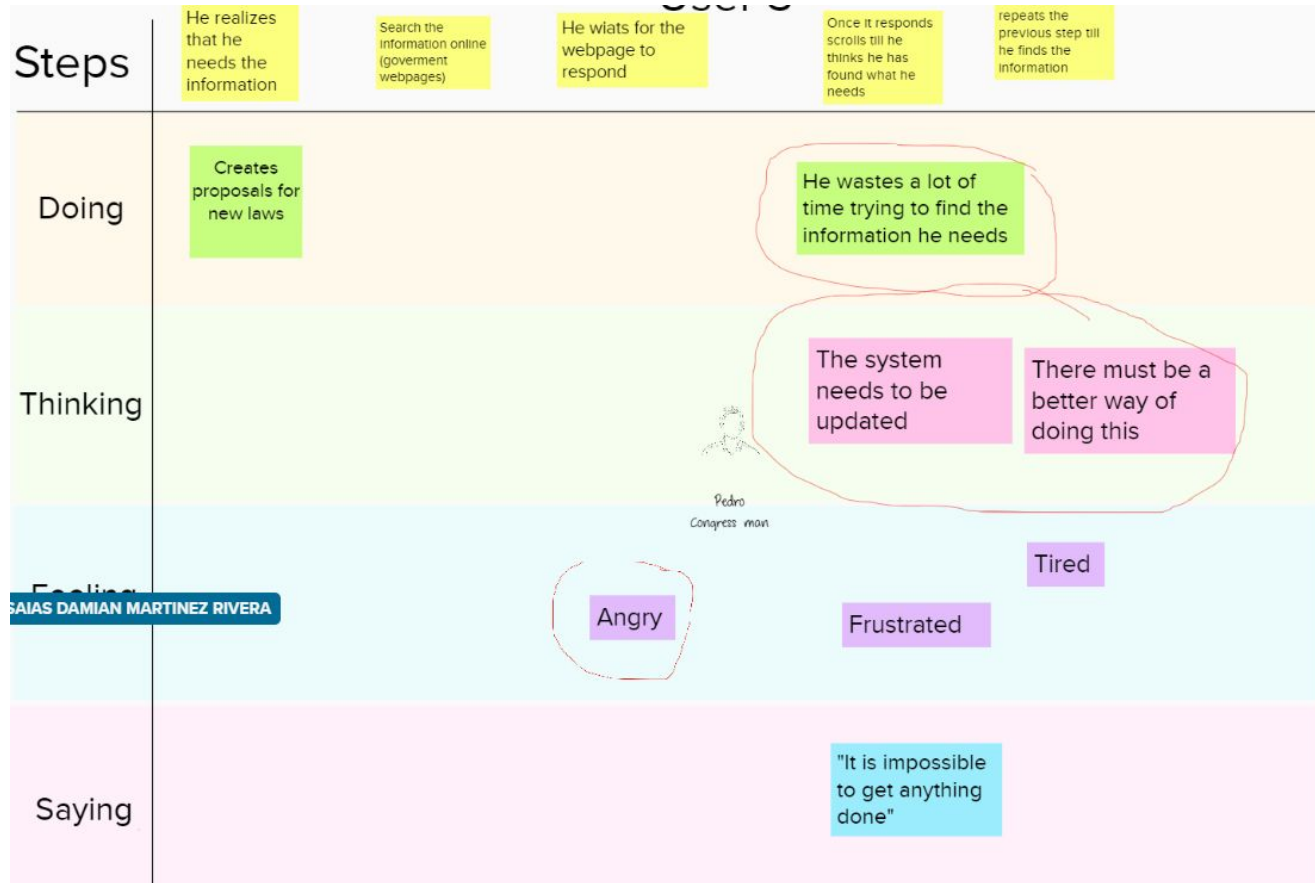 Steps
He realizes
that he
needs the
information
Search the
information online
(goverment
webpages)
He wiats for the
webpage to
respond
Once it responds
scrolls till he
thinks he has
found what he
needs
repeats the
previous step till
he finds the
information
Doing
Creates
proposals for
new laws
He wastes a lot of
time trying to find the
information he needs
Thinking
The system
needs to be
updated
There must be a
better way of
doing this
Pedro
Congress man
Feeling
SAIAS DAMIAN MARTINEZ RIVERA
Angry
Frustrated
Tired
Saying
"It is impossible
to get anything
done"